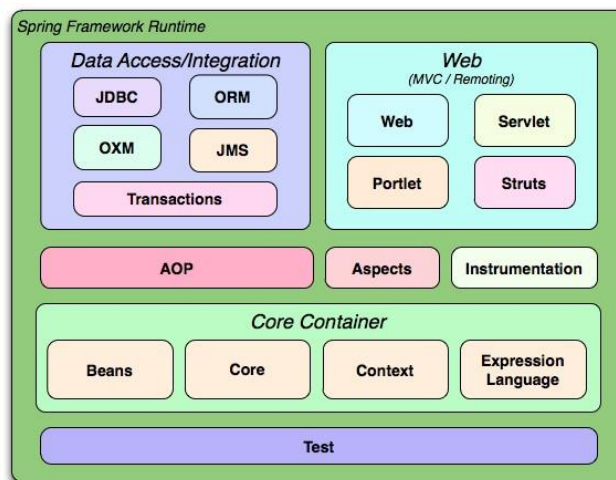 Spring Framework Runtime
Data Access/Integration
JDBC
ORM
OXM
JMS
Transactions
Web
(MVC / Remoting)
Web
Servlet
Portlet
Struts
AOP
Aspects
Instrumentation
Core Container
Beans
Core
Context
Expression
Language
Test